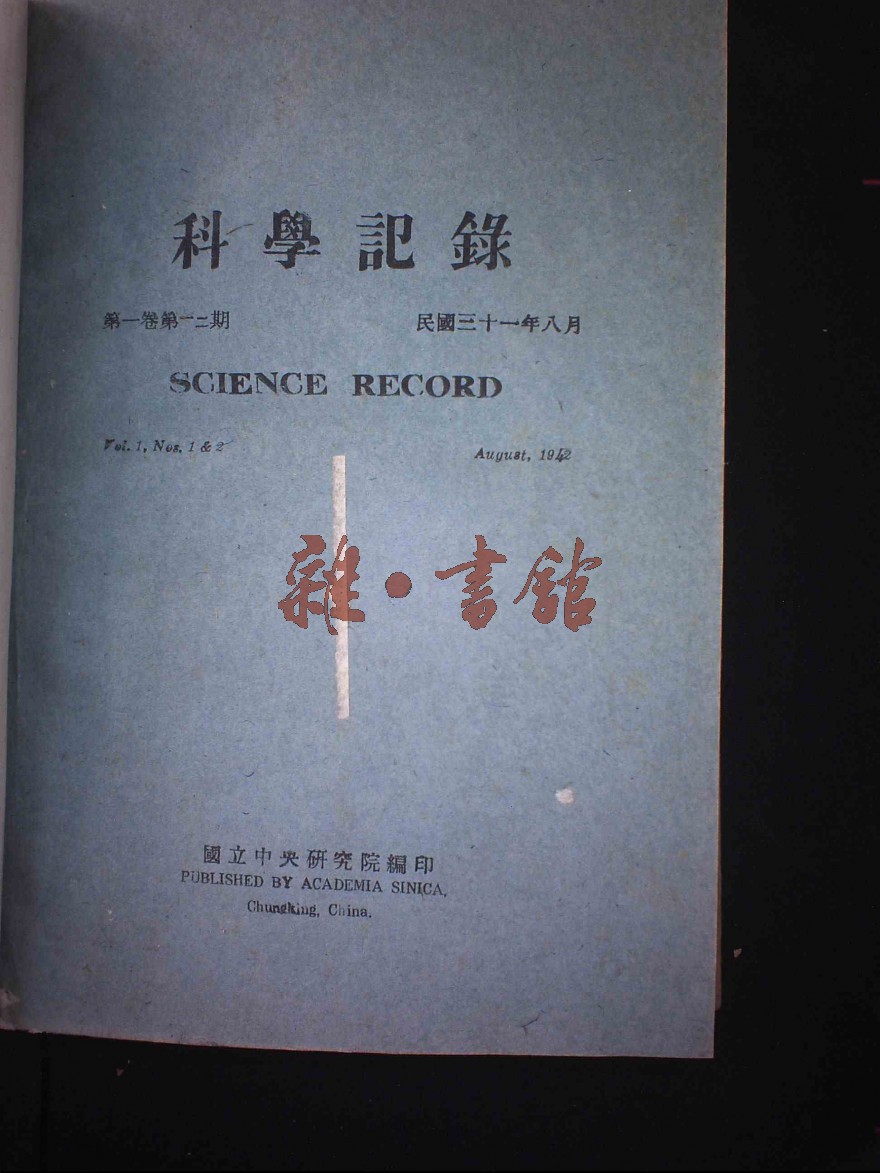 科學記錄
第一卷第一二期 民國三十一年八月
SCIENCE RECORD
Vol. 1, Nos. 1 & 2 August, 1942
雜·書館
國立中央研究院編印
PUBLISHED BY ACADEMIA SINICA,
Chungking, China.